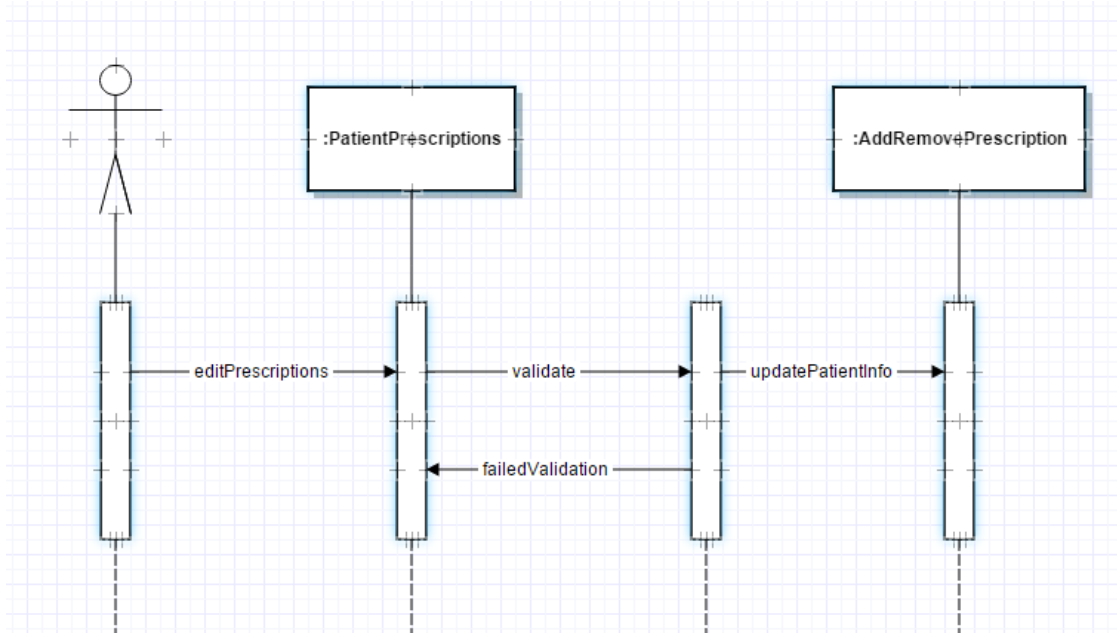 :PatientPrescriptions
:AddRemovePrescription
editPrescriptions
validate
updatePatientInfo
failedValidation